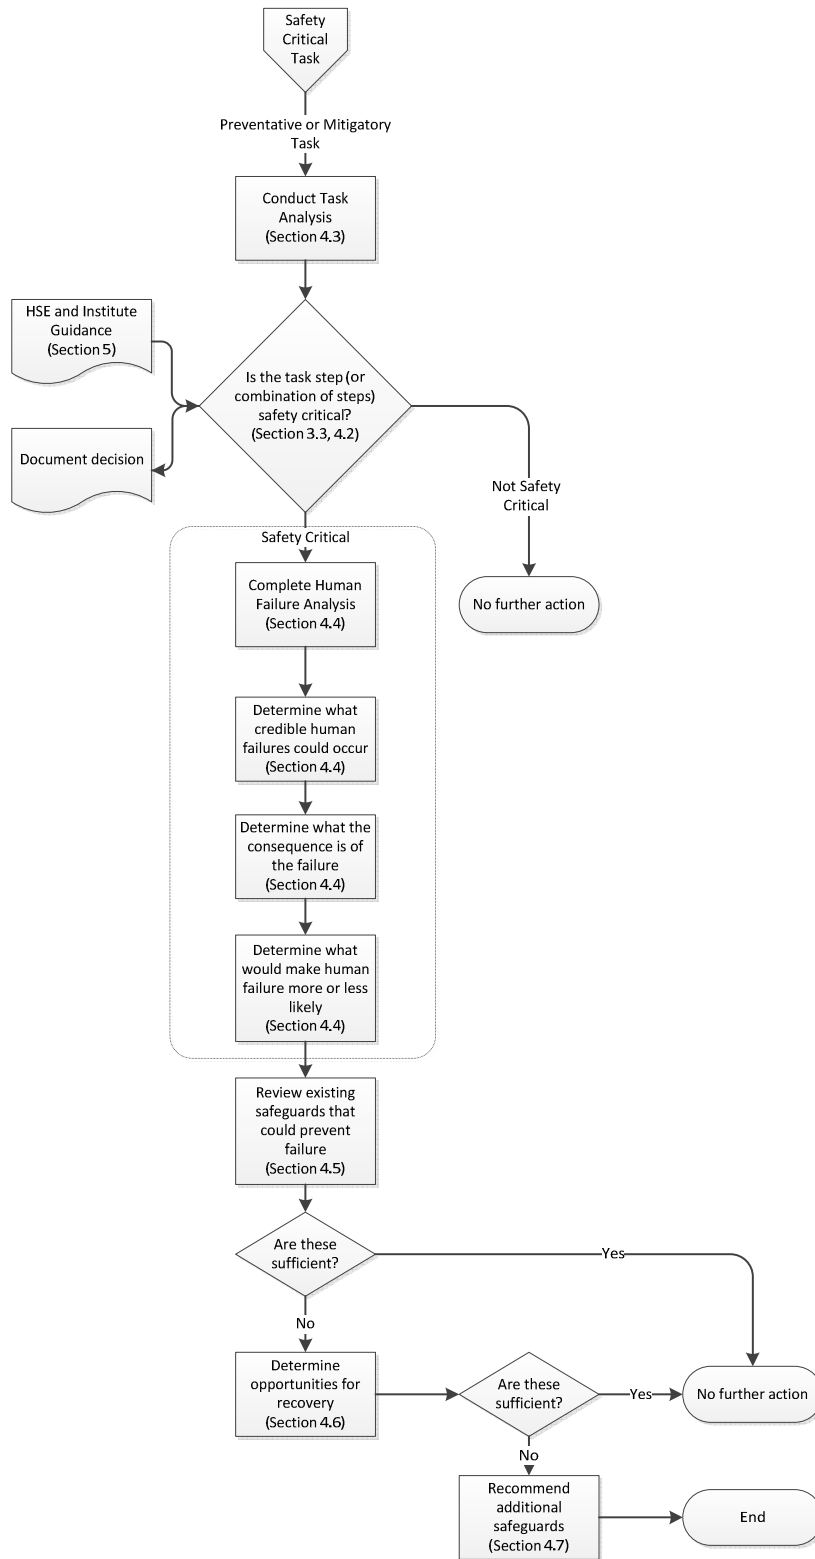 Safety
Critical
Task
Preventative or Mitigatory
Task
Conduct Task
Analysis
(Section 4.3)
HSE and Institute
Guidance
(Section 5)
Is the task step (or
combination of steps)
safety critical?
(Section 3.3, 4.2)
Document decision
Not Safety
Critical
Safety Critical
Complete Human
Failure Analysis
(Section 4.4)
No further action
Determine what
credible human
failures could occur
(Section 4.4)
Determine what the
consequence is of
the failure
(Section 4.4)
Determine what
would make human
failure more or less
likely
(Section 4.4)
Review existing
safeguards that
could prevent
failure
(Section 4.5)
Are these
sufficient?
Yes
No
Determine
opportunities for
recovery
(Section 4.6)
Are these
sufficient?
Yes
No further action
No
Recommend
additional
safeguards
(Section 4.7)
End